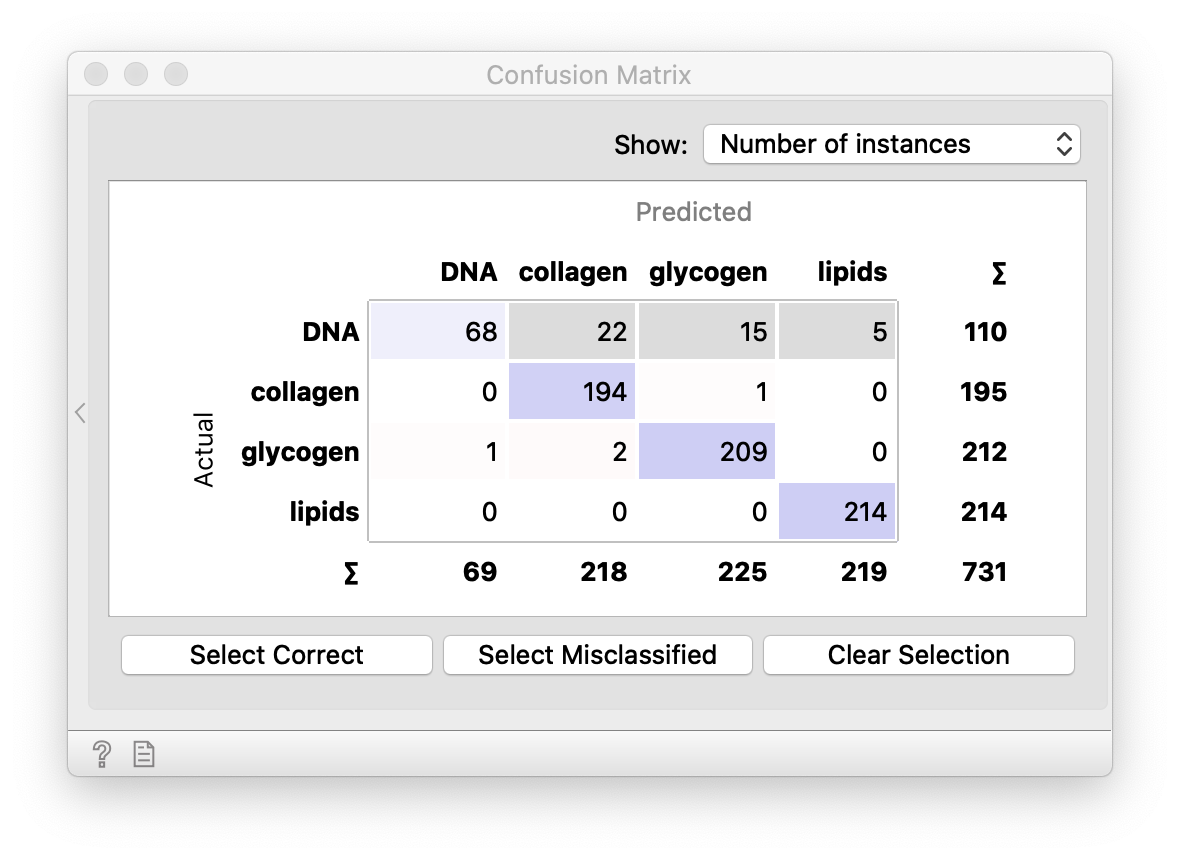 Confusion Matrix
Show: Number of instances
Predicted
DNA collagen glycogen lipids Σ
DNA 68 22 15 5 110
collagen 0 194 1 0 195
Actual
glycogen 1 2 209 0 212
lipids 0 0 0 214 214
Σ 69 218 225 219 731
Select Correct Select Misclassified Clear Selection
?